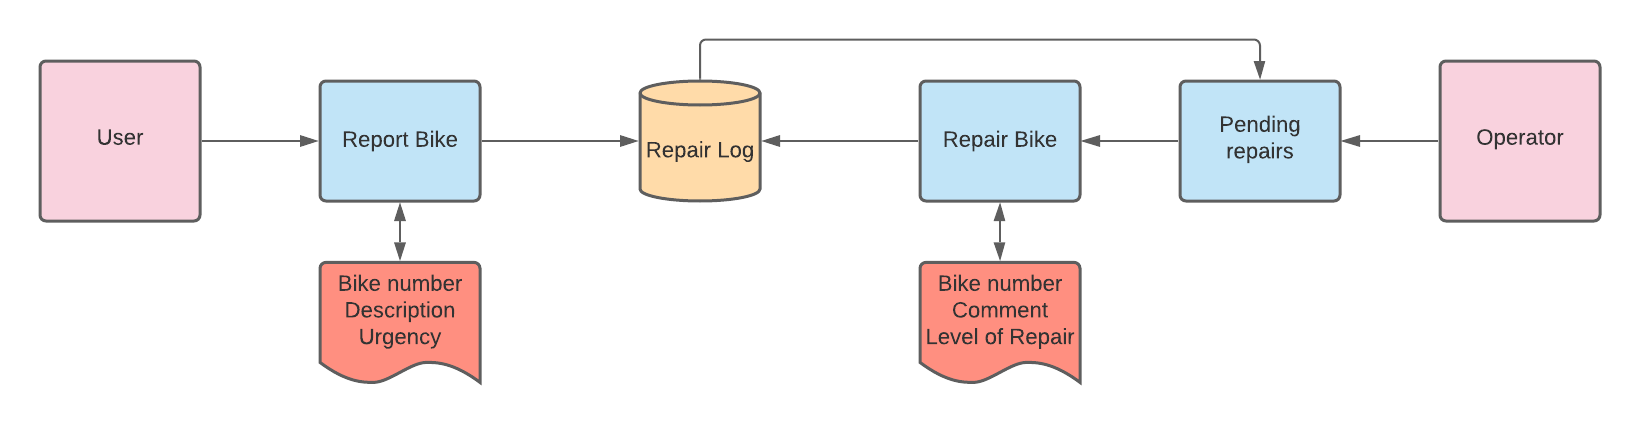 User
Report Bike
Repair Log
Repair Bike
Pending
repairs
Operator
Bike number
Description
Urgency
Bike number
Comment
Level of Repair